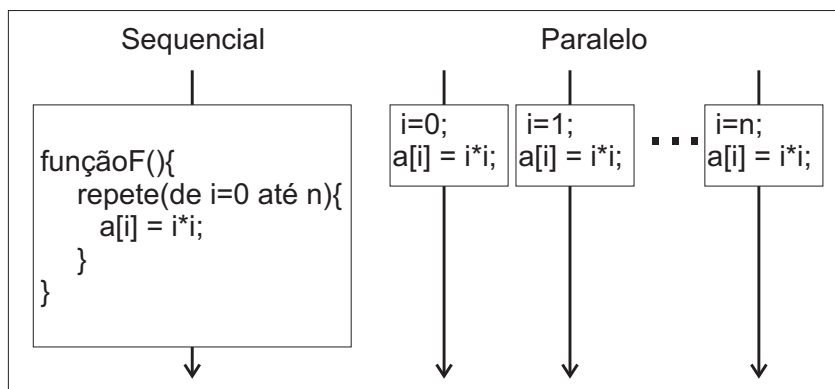 Sequencial
funçãoF(){
repete(de i=0 até n){
a[i] = i*i;
}
}
Paralelo
i=0;
a[i] = i*i;
i=1;
a[i] = i*i;
...
i=n;
a[i] = i*i;